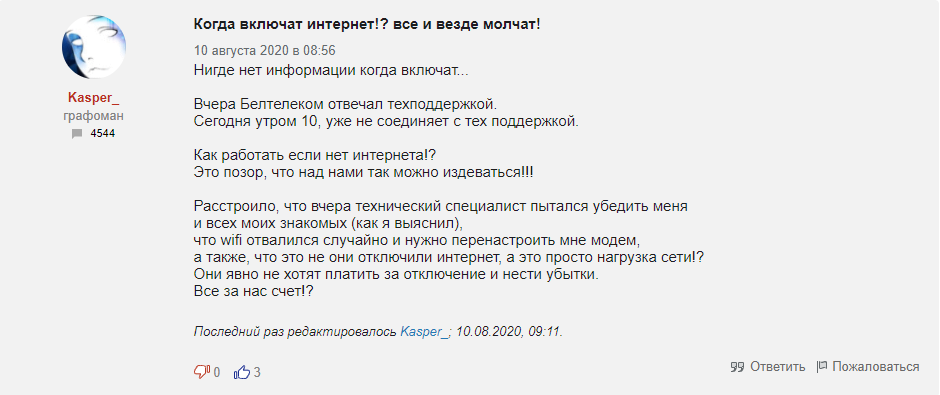 Когда включат интернет!? все и везде молчат!
10 августа 2020 в 08:56
Kasper_
графоман
4544
Нигде нет информации когда включат...
Вчера Белтелеком отвечал техподдержкой.
Сегодня утром 10, уже не соединяет с тех поддержкой.
Как работать если нет интернета!?
Это позор, что над нами так можно издеваться!!!
Расстроило, что вчера технический специалист пытался убедить меня
и всех моих знакомых (как я выяснил),
что wifi отвалился случайно и нужно перенастроить мне модем,
а также, что это не они отключили интернет, а это просто нагрузка сети!?
Они явно не хотят платить за отключение и нести убытки.
Все за нас счет!?
Последний раз редактировалось Kasper_; 10.08.2020, 09:11.
0 3 Ответить Пожаловаться